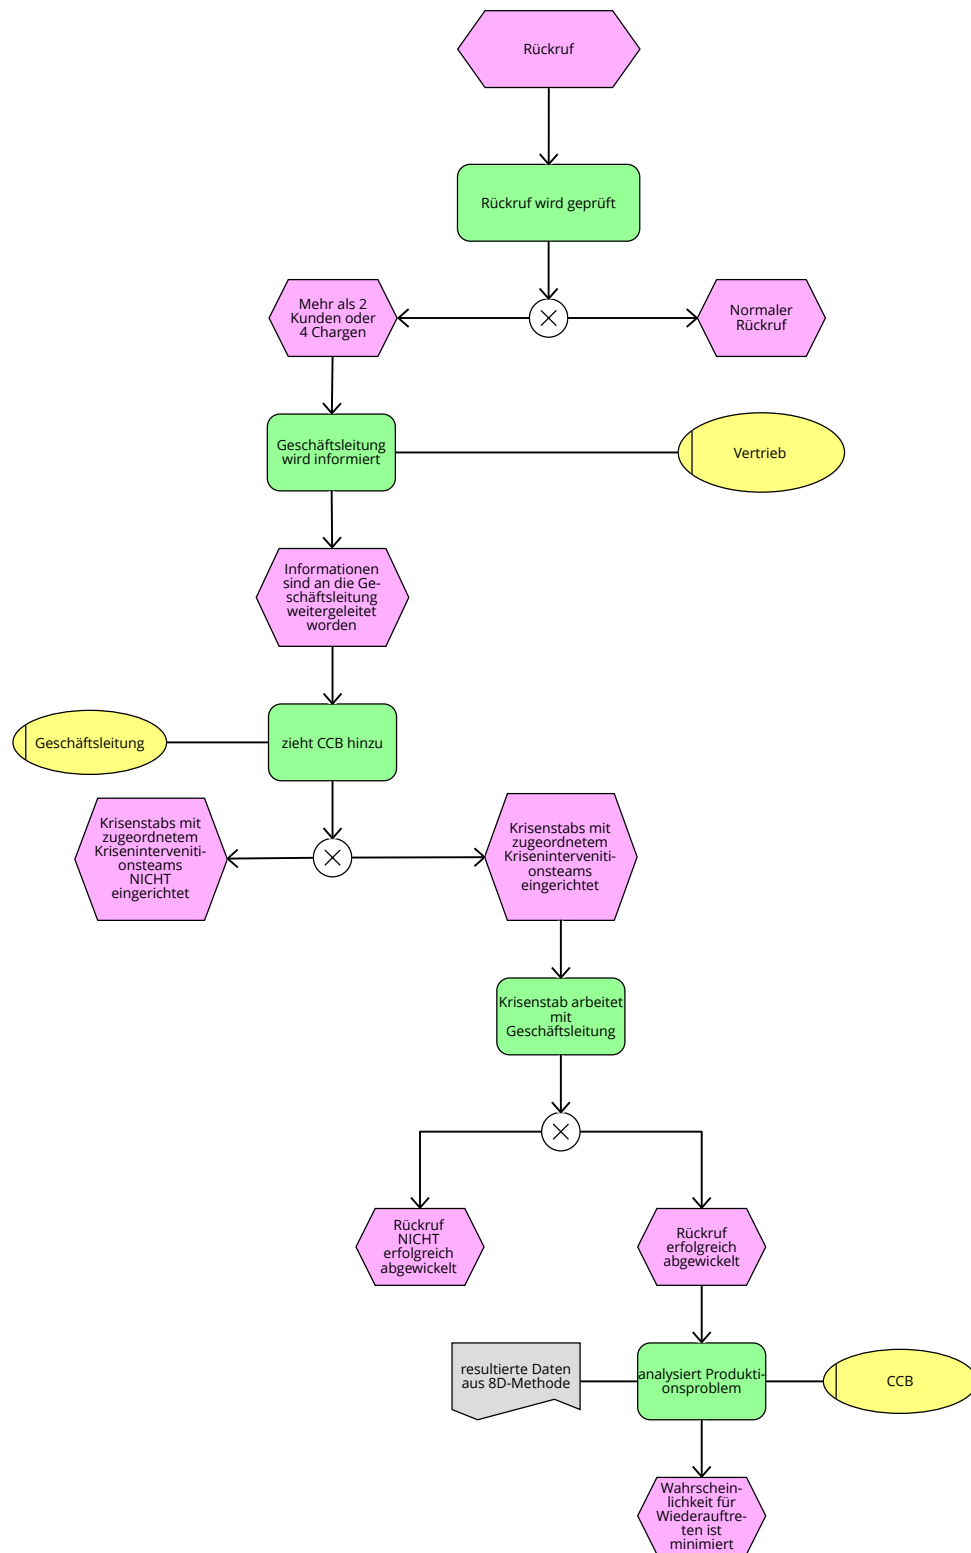 Rückruf
Rückruf wird geprüft
Mehr als 2
Kunden oder
4 Chargen
Normaler
Rückruf
Geschäftsleitung
wird informiert
Vertrieb
Informationen
sind an die Ge-
schäftsleitung
weitergeleitet
worden
Geschäftsleitung
zieht CCB hinzu
Krisenstabs mit
zugeordnetem
Kriseninterveniti-
onsteams
NICHT
eingerichtet
Krisenstabs mit
zugeordnetem
Kriseninterveniti-
onsteams
eingerichtet
Krisenstab arbeitet
mit
Geschäftsleitung
Rückruf
NICHT
erfolgreich
abgewickelt
Rückruf
erfolgreich
abgewickelt
resultierte Daten
aus 8D-Methode
analysiert Produkti-
onsproblem
CCB
Wahrschein-
lichkeit für
Wiederauftre-
ten ist
minimiert